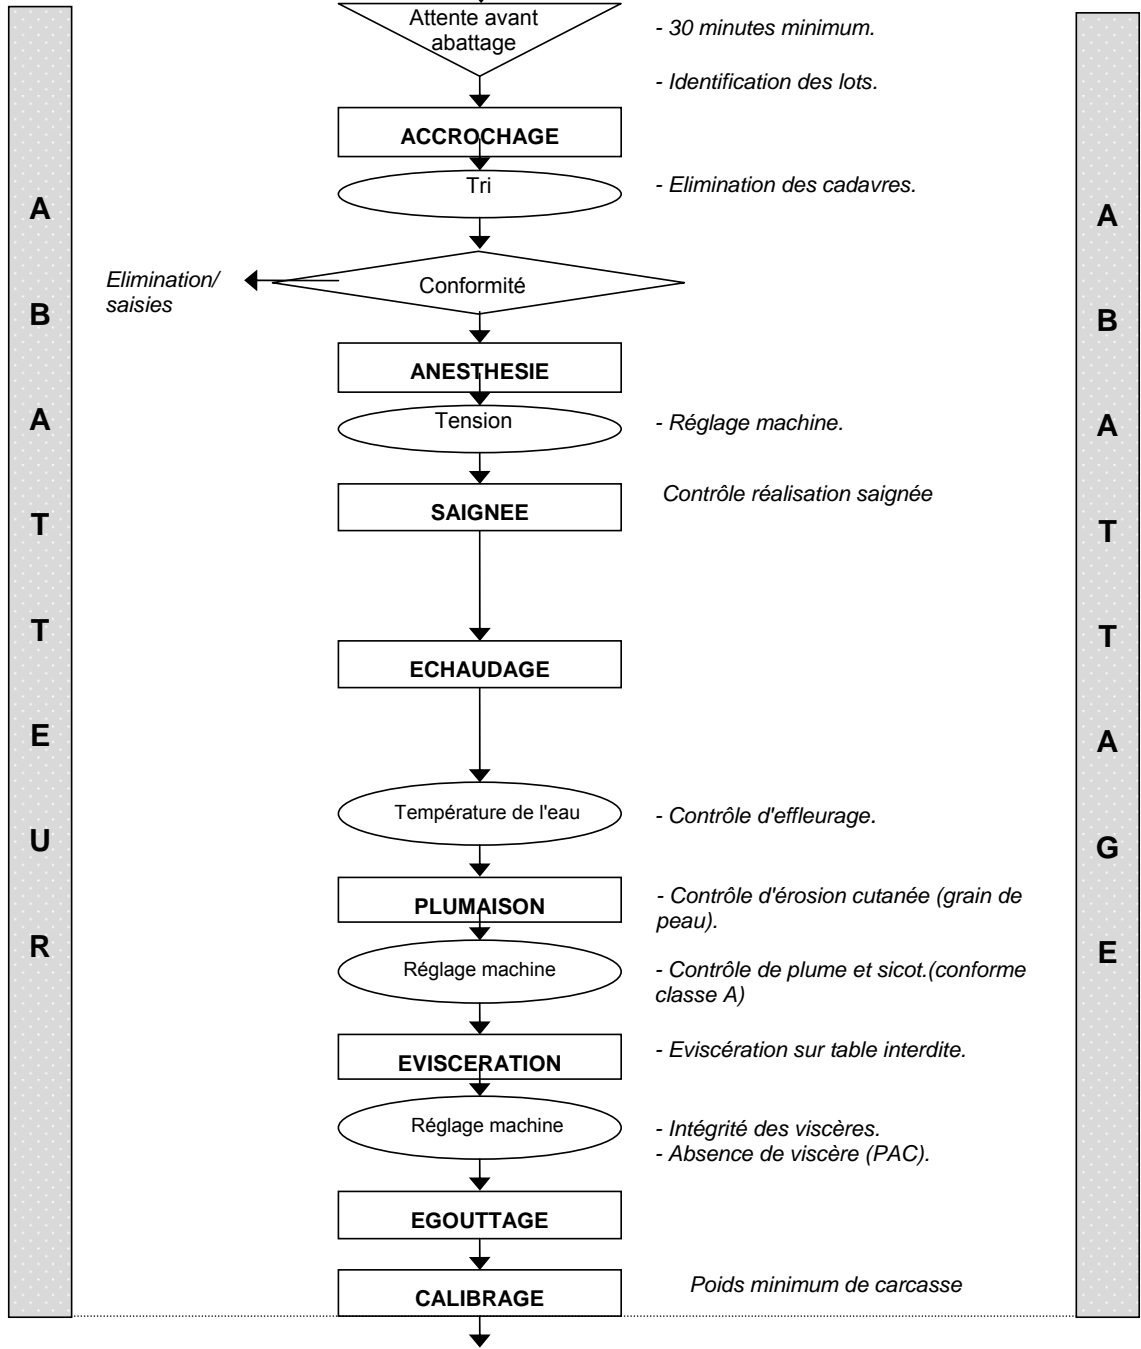 Attente avant
abattage
- 30 minutes minimum.
- Identification des lots.
ACCROCHAGE
Tri
- Elimination des cadavres.
Elimination/
saisies
Conformité
ANESTHESIE
Tension
- Réglage machine.
SAIGNEE
Contrôle réalisation saignée
ECHAUDAGE
Température de l'eau
- Contrôle d'effleurage.
PLUMAISON
- Contrôle d'érosion cutanée (grain de
peau).
Réglage machine
- Contrôle de plume et sicot.(conforme
classe A)
EVISCERATION
- Eviscération sur table interdite.
Réglage machine
- Intégrité des viscères.
- Absence de viscère (PAC).
EGOUTTAGE
CALIBRAGE
Poids minimum de carcasse
A
B
A
T
T
E
U
R
A
B
A
T
T
A
G
E